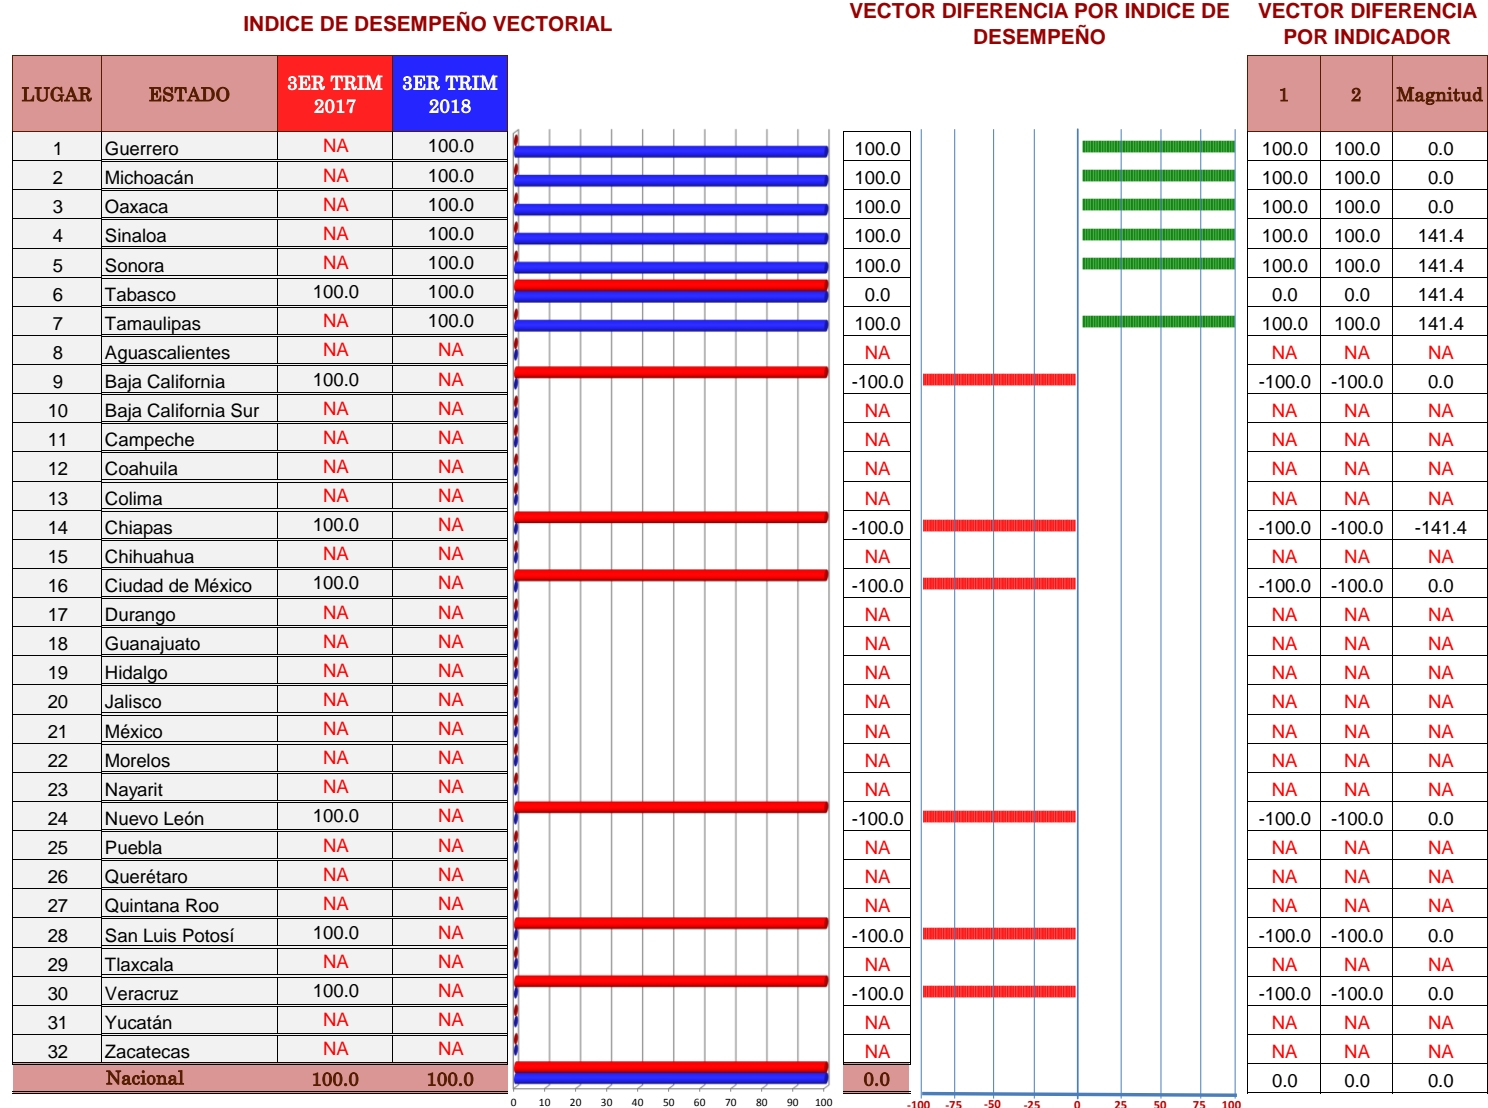 INDICE DE DESEMPEÑO VECTORIAL
VECTOR DIFERENCIA POR INDICE DE
DESEMPEÑO
VECTOR DIFERENCIA
POR INDICADOR
LUGAR ESTADO 3ER TRIM 2017 3ER TRIM 2018 1 2 Magnitud
1 Guerrero NA 100.0 100.0 100.0 100.0 0.0
2 Michoacán NA 100.0 100.0 100.0 100.0 0.0
3 Oaxaca NA 100.0 100.0 100.0 100.0 0.0
4 Sinaloa NA 100.0 100.0 100.0 100.0 141.4
5 Sonora NA 100.0 100.0 100.0 100.0 141.4
6 Tabasco 100.0 100.0 0.0 0.0 0.0 141.4
7 Tamaulipas NA 100.0 100.0 100.0 100.0 141.4
8 Aguascalientes NA NA NA NA NA NA
9 Baja California 100.0 NA -100.0 -100.0 -100.0 0.0
10 Baja California Sur NA NA NA NA NA NA
11 Campeche NA NA NA NA NA NA
12 Coahuila NA NA NA NA NA NA
13 Colima NA NA NA NA NA NA
14 Chiapas 100.0 NA -100.0 -100.0 -100.0 -141.4
15 Chihuahua NA NA NA NA NA NA
16 Ciudad de México 100.0 NA -100.0 -100.0 -100.0 0.0
17 Durango NA NA NA NA NA NA
18 Guanajuato NA NA NA NA NA NA
19 Hidalgo NA NA NA NA NA NA
20 Jalisco NA NA NA NA NA NA
21 México NA NA NA NA NA NA
22 Morelos NA NA NA NA NA NA
23 Nayarit NA NA NA NA NA NA
24 Nuevo León 100.0 NA -100.0 -100.0 -100.0 0.0
25 Puebla NA NA NA NA NA NA
26 Querétaro NA NA NA NA NA NA
27 Quintana Roo NA NA NA NA NA NA
28 San Luis Potosí 100.0 NA -100.0 -100.0 -100.0 0.0
29 Tlaxcala NA NA NA NA NA NA
30 Veracruz 100.0 NA -100.0 -100.0 -100.0 0.0
31 Yucatán NA NA NA NA NA NA
32 Zacatecas NA NA NA NA NA NA
Nacional 100.0 100.0 0.0 0.0 0.0 0.0
0 10 20 30 40 50 60 70 80 90 100
-100 -75 -50 -25 0 25 50 75 100